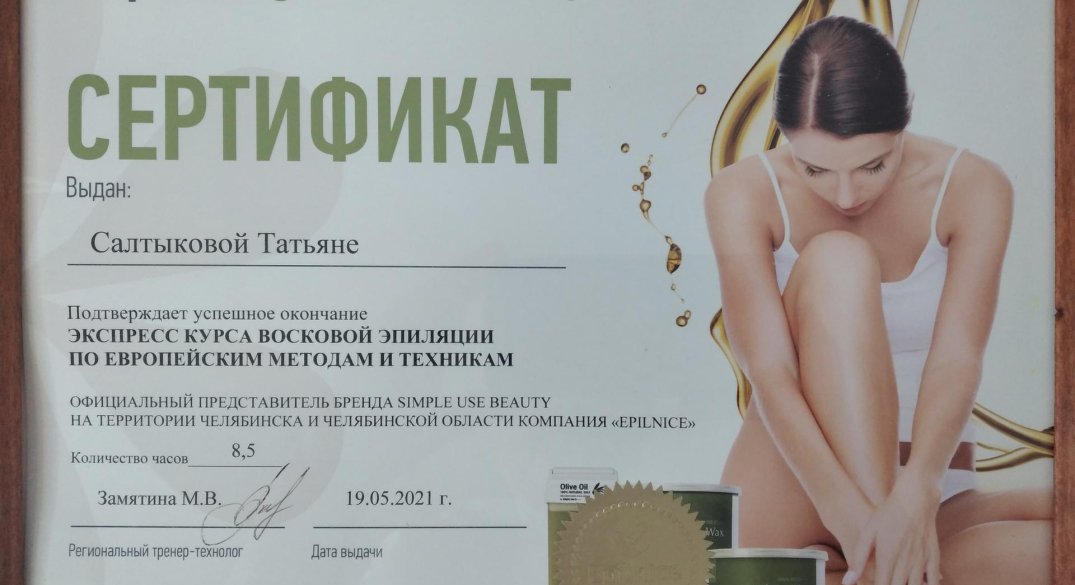 СЕРТИФИКАТ
Выдан:
Салтыковой Татьяне
Подтверждает успешное окончание
ЭКСПРЕСС КУРСА ВОСКОВОЙ ЭПИЛЯЦИИ
ПО ЕВРОПЕЙСКИМ МЕТОДАМ И ТЕХНИКАМ
ОФИЦИАЛЬНЫЙ ПРЕДСТАВИТЕЛЬ БРЕНДА SIMPLE USE BEAUTY
НА ТЕРРИТОРИИ ЧЕЛЯБИНСКА И ЧЕЛЯБИНСКОЙ ОБЛАСТИ КОМПАНИЯ «EPILNICE»
Количество часов 8,5
Замятина М.В. 19.05.2021 г.
Региональный тренер-технолог Дата выдачи
Olive Oil
Wax